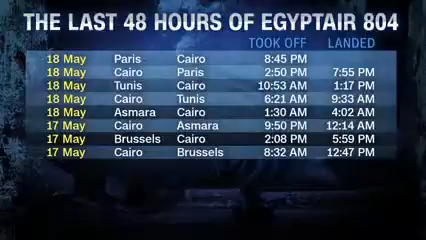 THE LAST 48 HOURS OF EGYPTAIR 804
TOOK OFF LANDED
18 May Paris Cairo 8:45 PM
18 May Cairo Paris 2:50 PM 7:55 PM
18 May Tunis Cairo 10:53 AM 1:17 PM
18 May Cairo Tunis 6:21 AM 9:33 AM
18 May Asmara Cairo 1:30 AM 4:02 AM
17 May Cairo Asmara 9:50 PM 12:14 AM
17 May Brussels Cairo 2:08 PM 5:59 PM
17 May Cairo Brussels 8:32 AM 12:47 PM